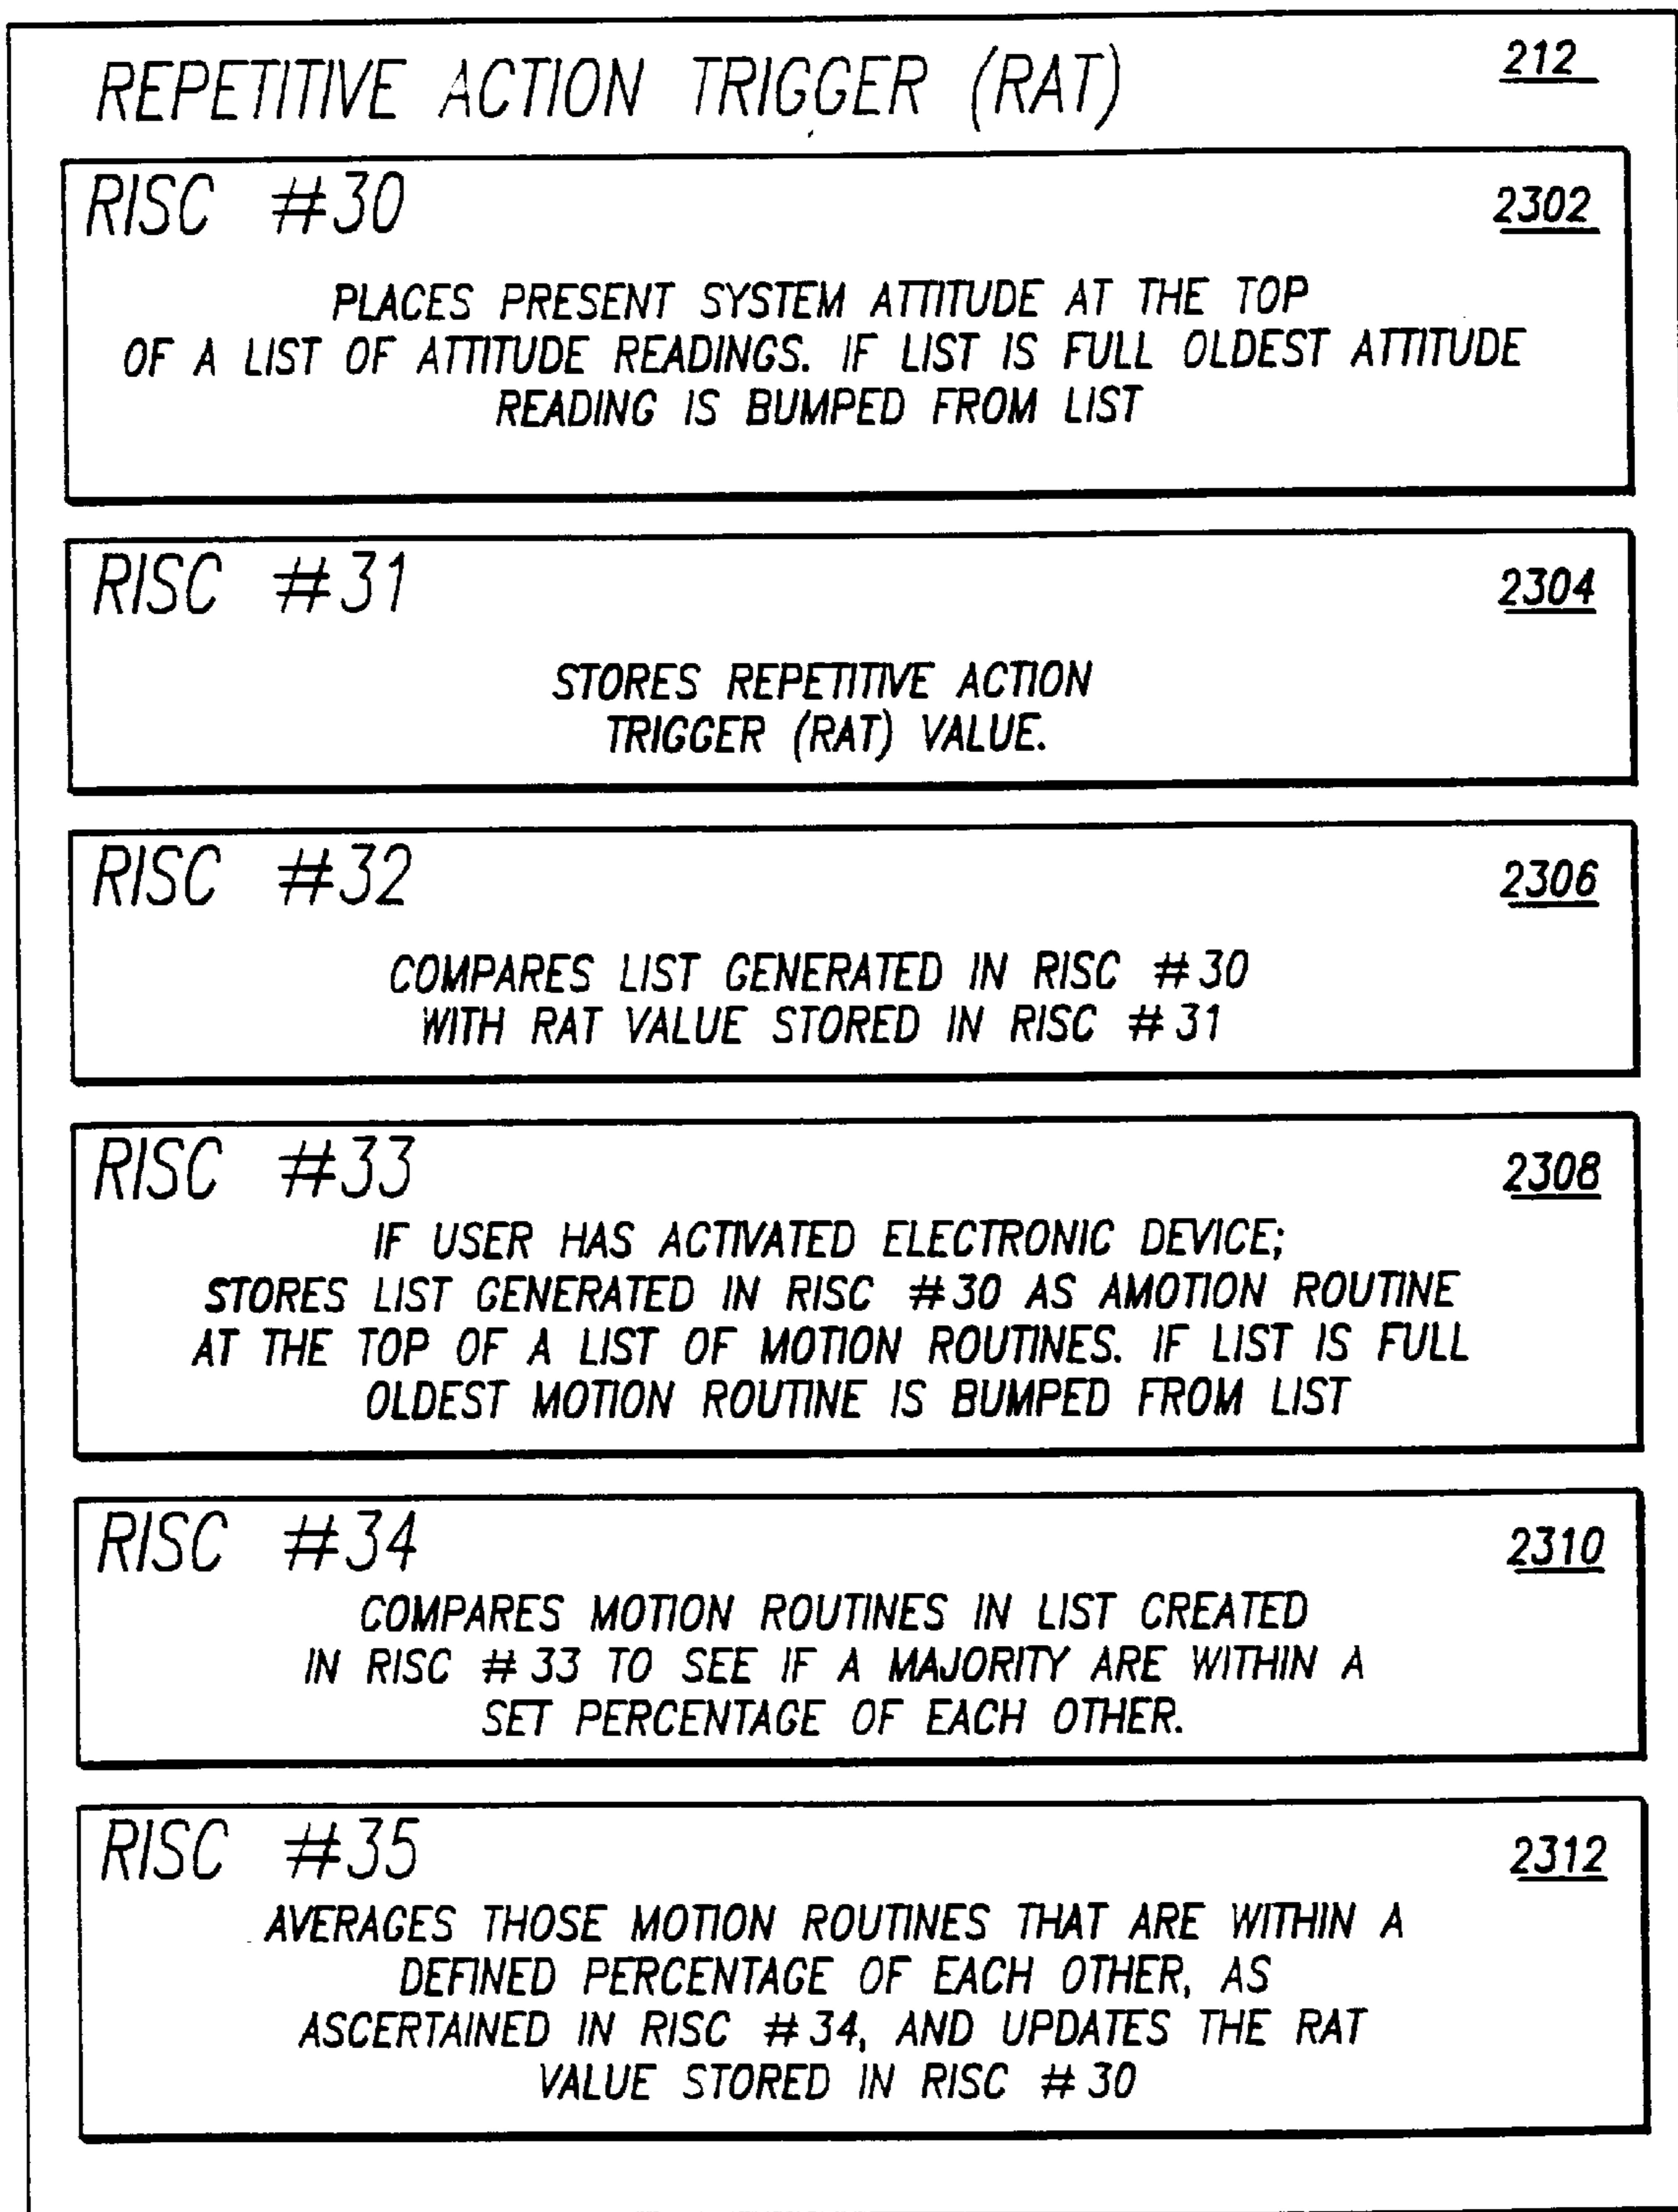 REPETITIVE ACTION TRIGGER (RAT) 212
RISC #30 2302
PLACES PRESENT SYSTEM ATTITUDE AT THE TOP
OF A LIST OF ATTITUDE READINGS. IF LIST IS FULL OLDEST ATTITUDE
READING IS BUMPED FROM LIST
RISC #31 2304
STORES REPETITIVE ACTION
TRIGGER (RAT) VALUE.
RISC #32 2306
COMPARES LIST GENERATED IN RISC #30
WITH RAT VALUE STORED IN RISC #31
RISC #33 2308
IF USER HAS ACTIVATED ELECTRONIC DEVICE;
STORES LIST GENERATED IN RISC #30 AS AMOTION ROUTINE
AT THE TOP OF A LIST OF MOTION ROUTINES. IF LIST IS FULL
OLDEST MOTION ROUTINE IS BUMPED FROM LIST
RISC #34 2310
COMPARES MOTION ROUTINES IN LIST CREATED
IN RISC #33 TO SEE IF A MAJORITY ARE WITHIN A
SET PERCENTAGE OF EACH OTHER.
RISC #35 2312
AVERAGES THOSE MOTION ROUTINES THAT ARE WITHIN A
DEFINED PERCENTAGE OF EACH OTHER, AS
ASCERTAINED IN RISC #34, AND UPDATES THE RAT
VALUE STORED IN RISC #30